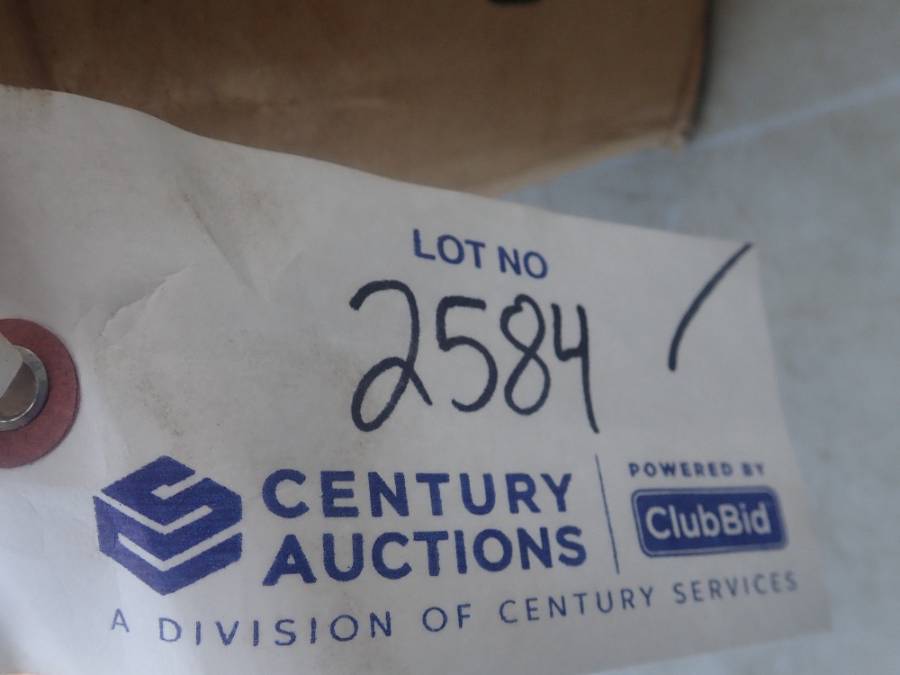 LOT NO
2584 /
CENTURY
AUCTIONS
POWERED BY
ClubBid
A DIVISION OF CENTURY SERVICES